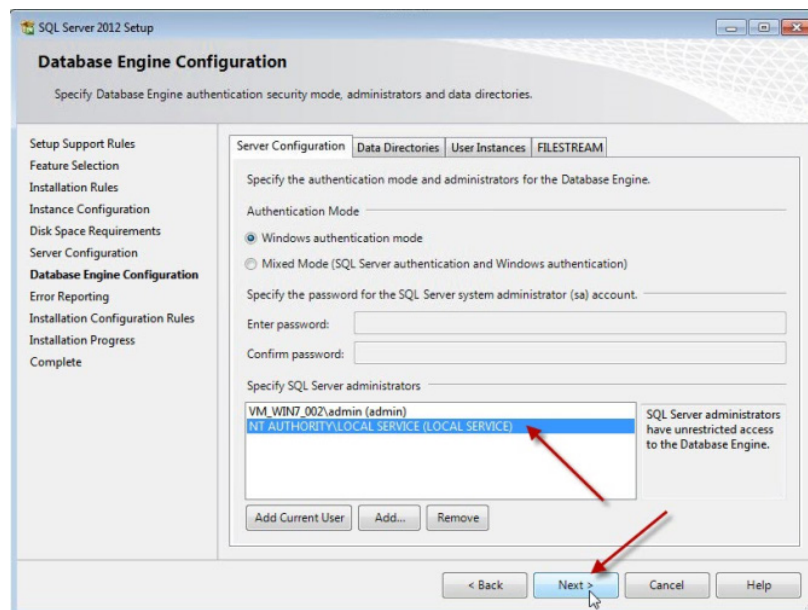 SQL Server 2012 Setup
Database Engine Configuration
Specify Database Engine authentication security mode, administrators and data directories.
Setup Support Rules
Feature Selection
Installation Rules
Instance Configuration
Disk Space Requirements
Server Configuration
Database Engine Configuration
Error Reporting
Installation Configuration Rules
Installation Progress
Complete
Server Configuration Data Directories User Instances FILESTREAM
Specify the authentication mode and administrators for the Database Engine.
Authentication Mode
Windows authentication mode
Mixed Mode (SQL Server authentication and Windows authentication)
Specify the password for the SQL Server system administrator (sa) account.
Enter password:
Confirm password:
Specify SQL Server administrators
VM_WIN7_002\admin (admin)
NT AUTHORITY\LOCAL SERVICE (LOCAL SERVICE)
SQL Server administrators
have unrestricted access
to the Database Engine.
Add Current User Add... Remove
< Back Next > Cancel Help